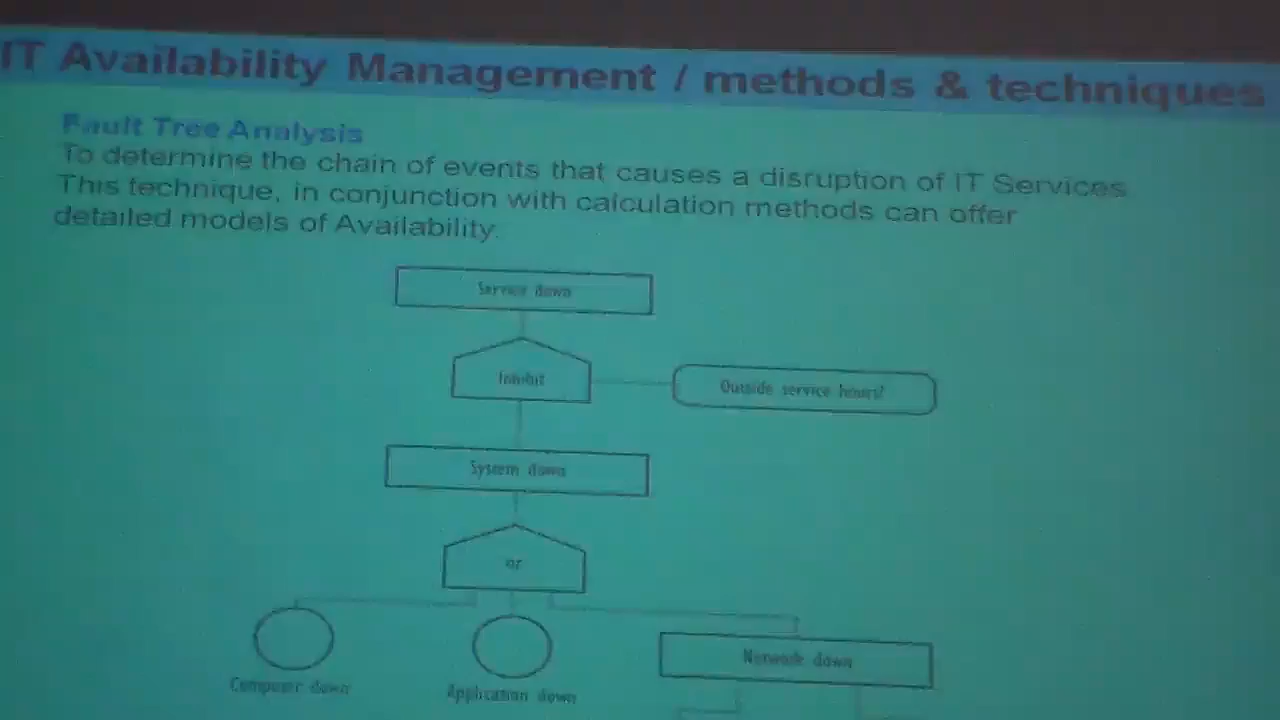 IT Availability Management / methods & techniques
Fault Tree Analysis
To determine the chain of events that causes a disruption of IT Services
This technique, in conjunction with calculation methods can offer
detailed models of Availability.
Service down
Inhibit
Outside service hours?
System down
or
Network down
Computer down
Application down